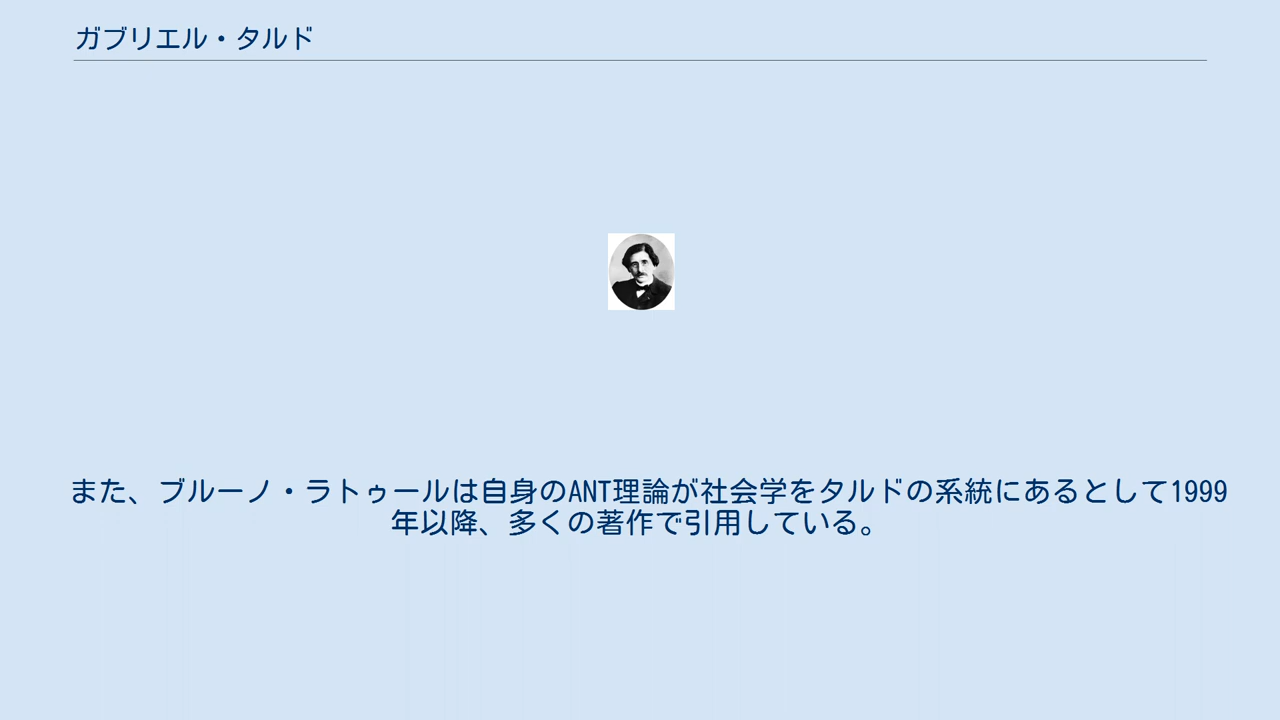 ガブリエル・タルド
また、ブルーノ・ラトゥールは自身のANT理論が社会学をタルドの系統にあるとして1999
年以降、多くの著作で引用している。